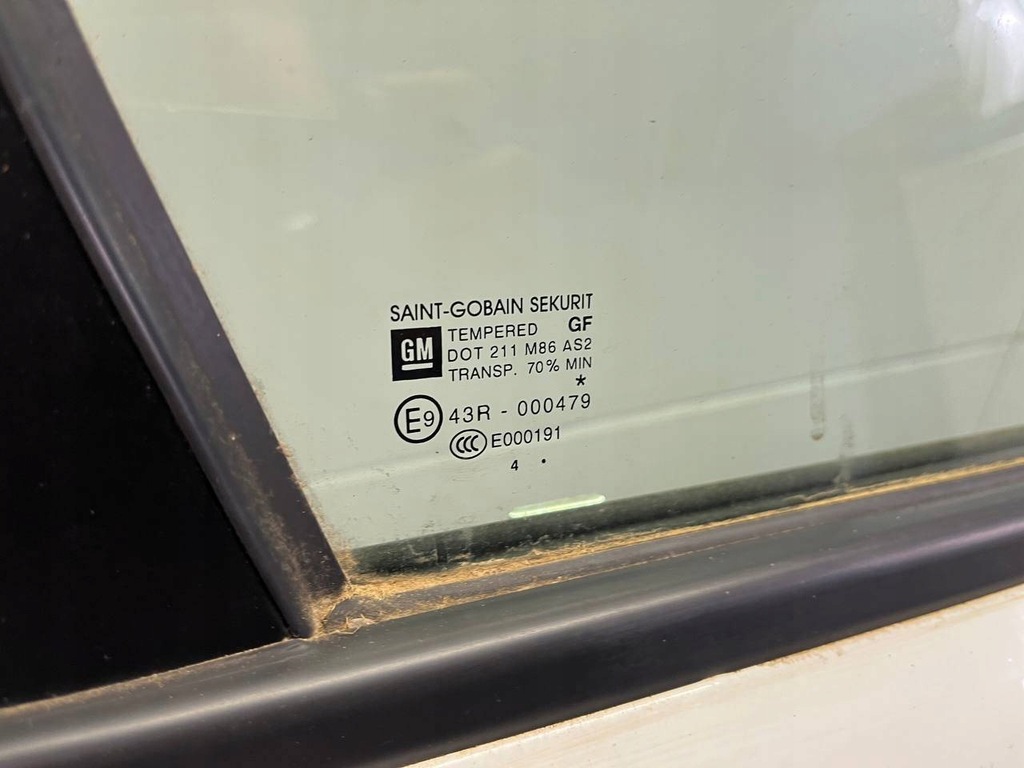 SAINT-GOBAIN SEKURIT
GM
TEMPERED GF
DOT 211 M86 AS2
TRANSP. 70% MIN
*
E9 43R - 000479
CCC E000191
4 .